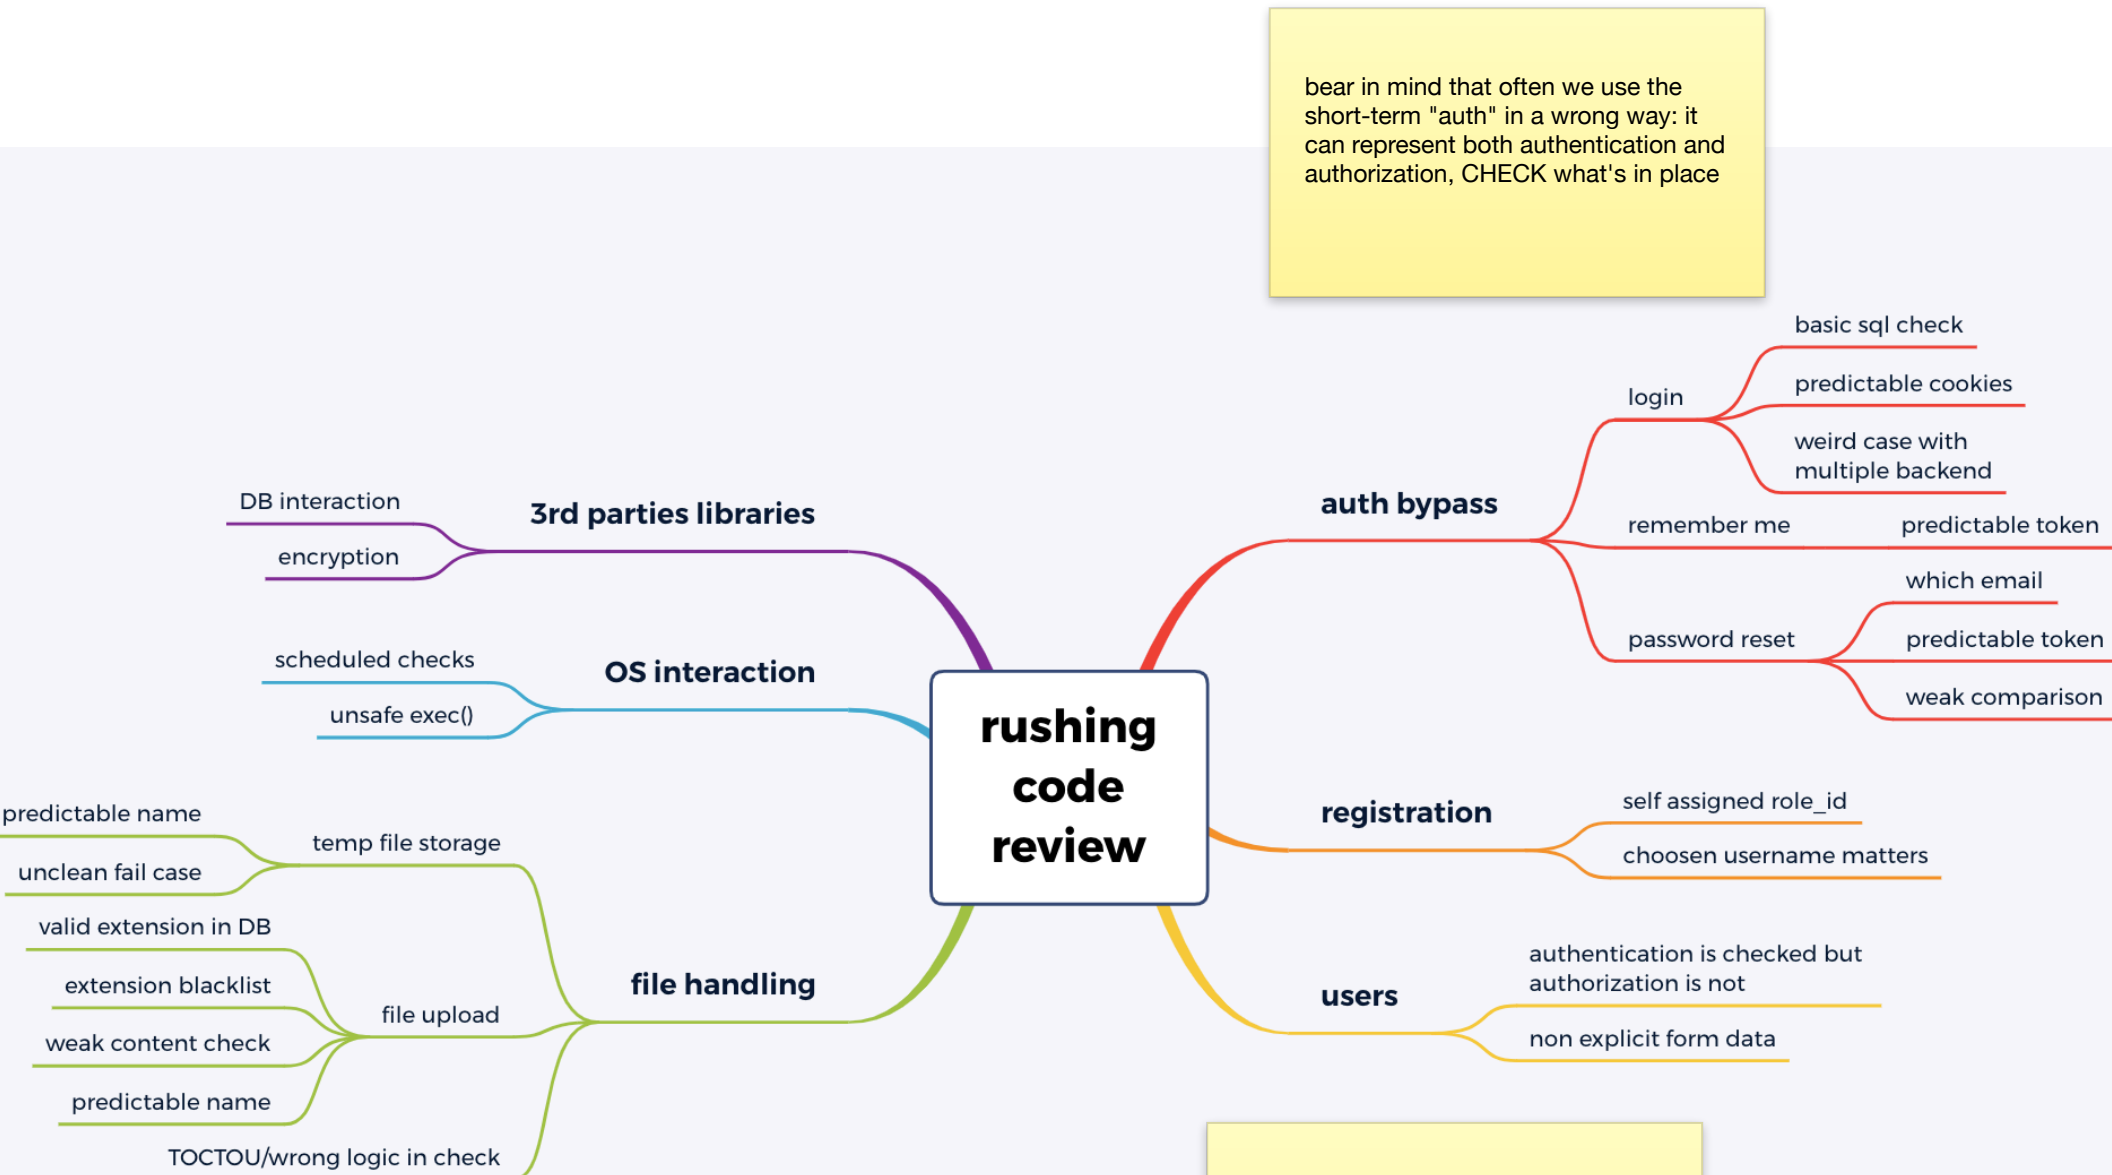 bear in mind that often we use the
short-term "auth" in a wrong way: it
can represent both authentication and
authorization, CHECK what's in place
rushing
code
review
auth bypass
login
basic sql check
predictable cookies
weird case with
multiple backend
remember me
predictable token
password reset
which email
predictable token
weak comparison
registration
self assigned role_id
choosen username matters
users
authentication is checked but
authorization is not
non explicit form data
3rd parties libraries
DB interaction
encryption
OS interaction
scheduled checks
unsafe exec()
file handling
temp file storage
predictable name
unclean fail case
file upload
valid extension in DB
extension blacklist
weak content check
predictable name
TOCTOU/wrong logic in check